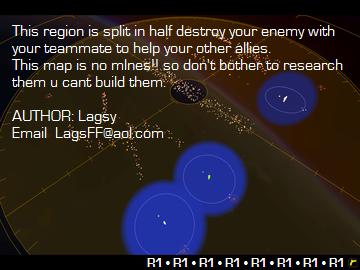 This region is split in half destroy your enemy with
your teammate to help your other allies.
This map is no mInes!! so don't bother to research
them u cant build them.
AUTHOR: Lagsy
Email LagsFF@aol.com
R1 • R1 • R1 • R1 • R1 • R1 • R1 • R1 r